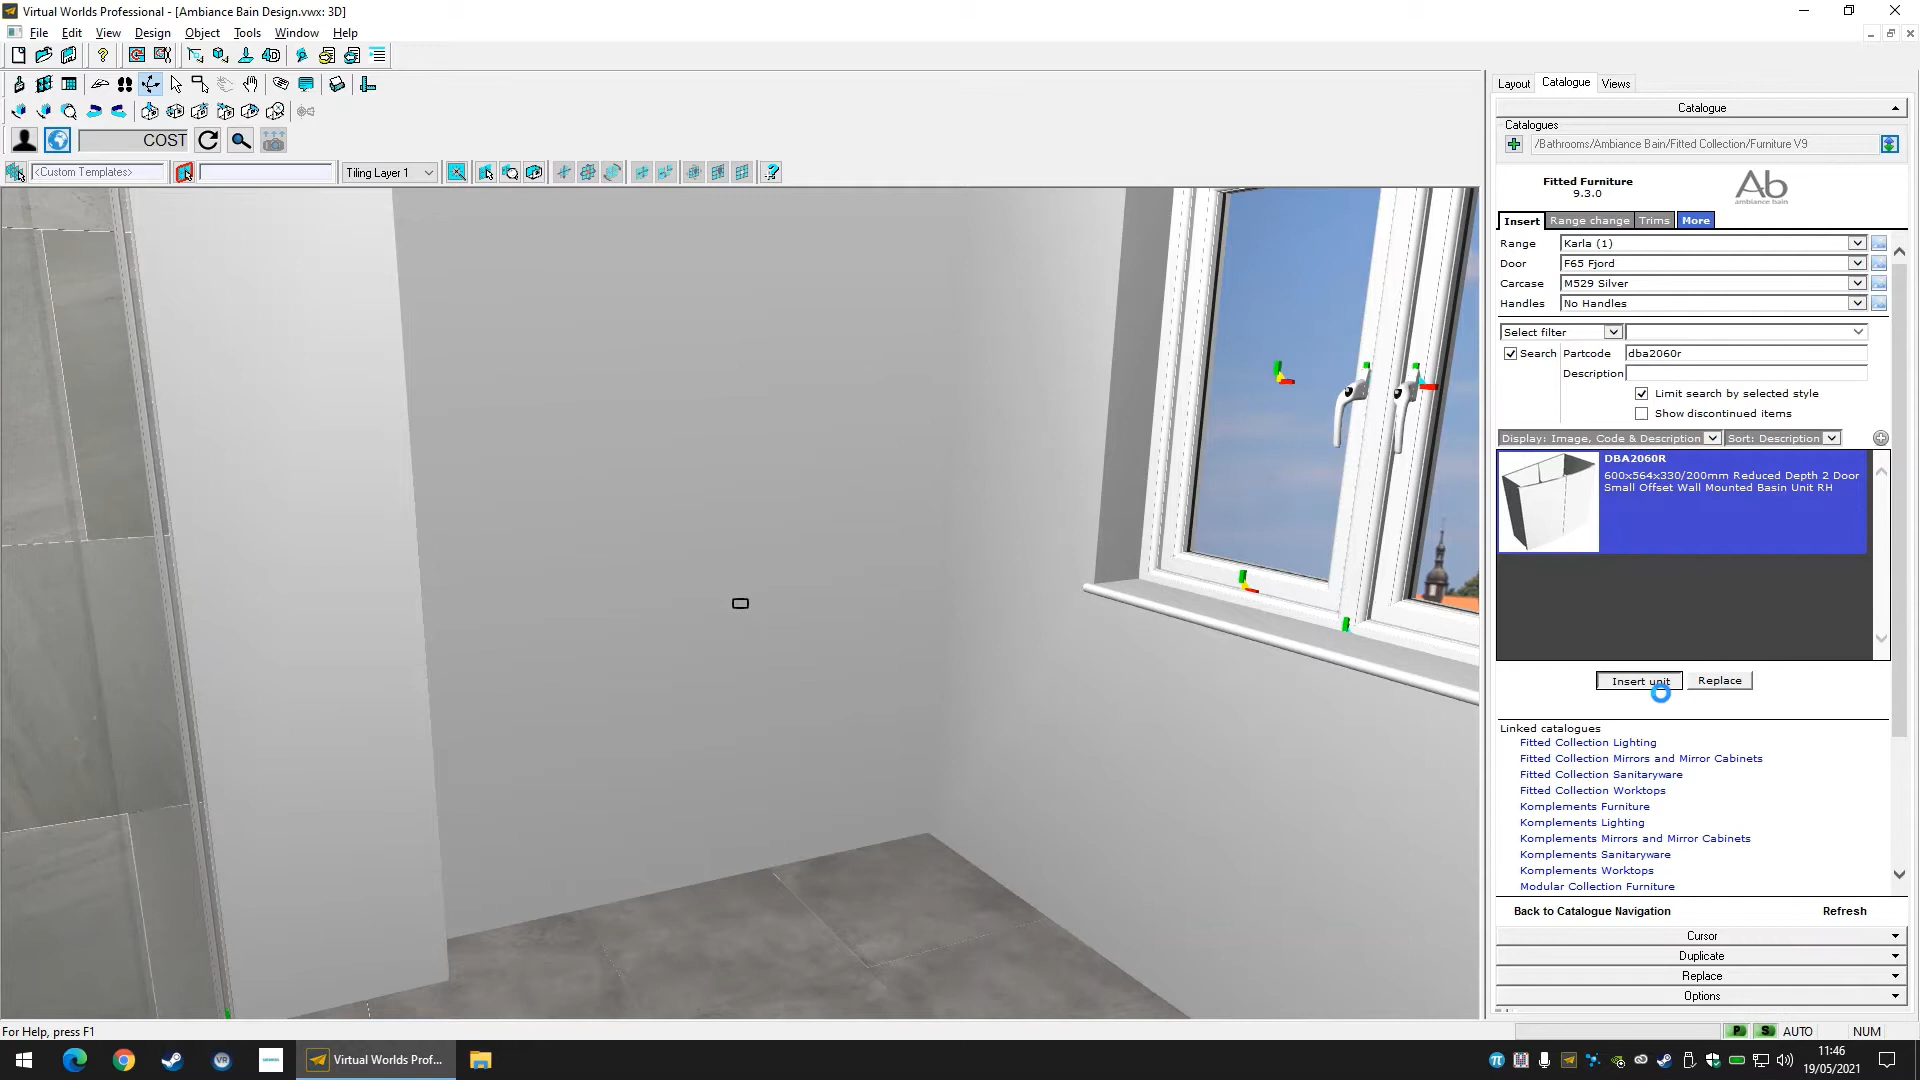 Virtual Worlds Professional - [Ambiance Bain Design.vwx: 3D]
File Edit View Design Object Tools Window Help
COST
<Custom Templates>
Tiling Layer 1
Layout Catalogue Views
Catalogue
Catalogues
/Bathrooms/Ambiance Bain/Fitted Collection/Furniture V9
Fitted Furniture
9.3.0
Ab
ambiance bain
Insert Range change Trims More
Range Karla (1)
Door F65 Fjord
Carcase M529 Silver
Handles No Handles
Select filter
Search Partcode dba2060r
Description
Limit search by selected style
Show discontinued items
Display: Image, Code & Description Sort: Description
DBA2060R
600x564x330/200mm Reduced Depth 2 Door
Small Offset Wall Mounted Basin Unit RH
Insert unit Replace
Linked catalogues
Fitted Collection Lighting
Fitted Collection Mirrors and Mirror Cabinets
Fitted Collection Sanitaryware
Fitted Collection Worktops
Komplements Furniture
Komplements Lighting
Komplements Mirrors and Mirror Cabinets
Komplements Sanitaryware
Komplements Worktops
Modular Collection Furniture
Back to Catalogue Navigation Refresh
Cursor
Duplicate
Replace
Options
For Help, press F1
P S AUTO NUM
Virtual Worlds Prof...
11:46
19/05/2021